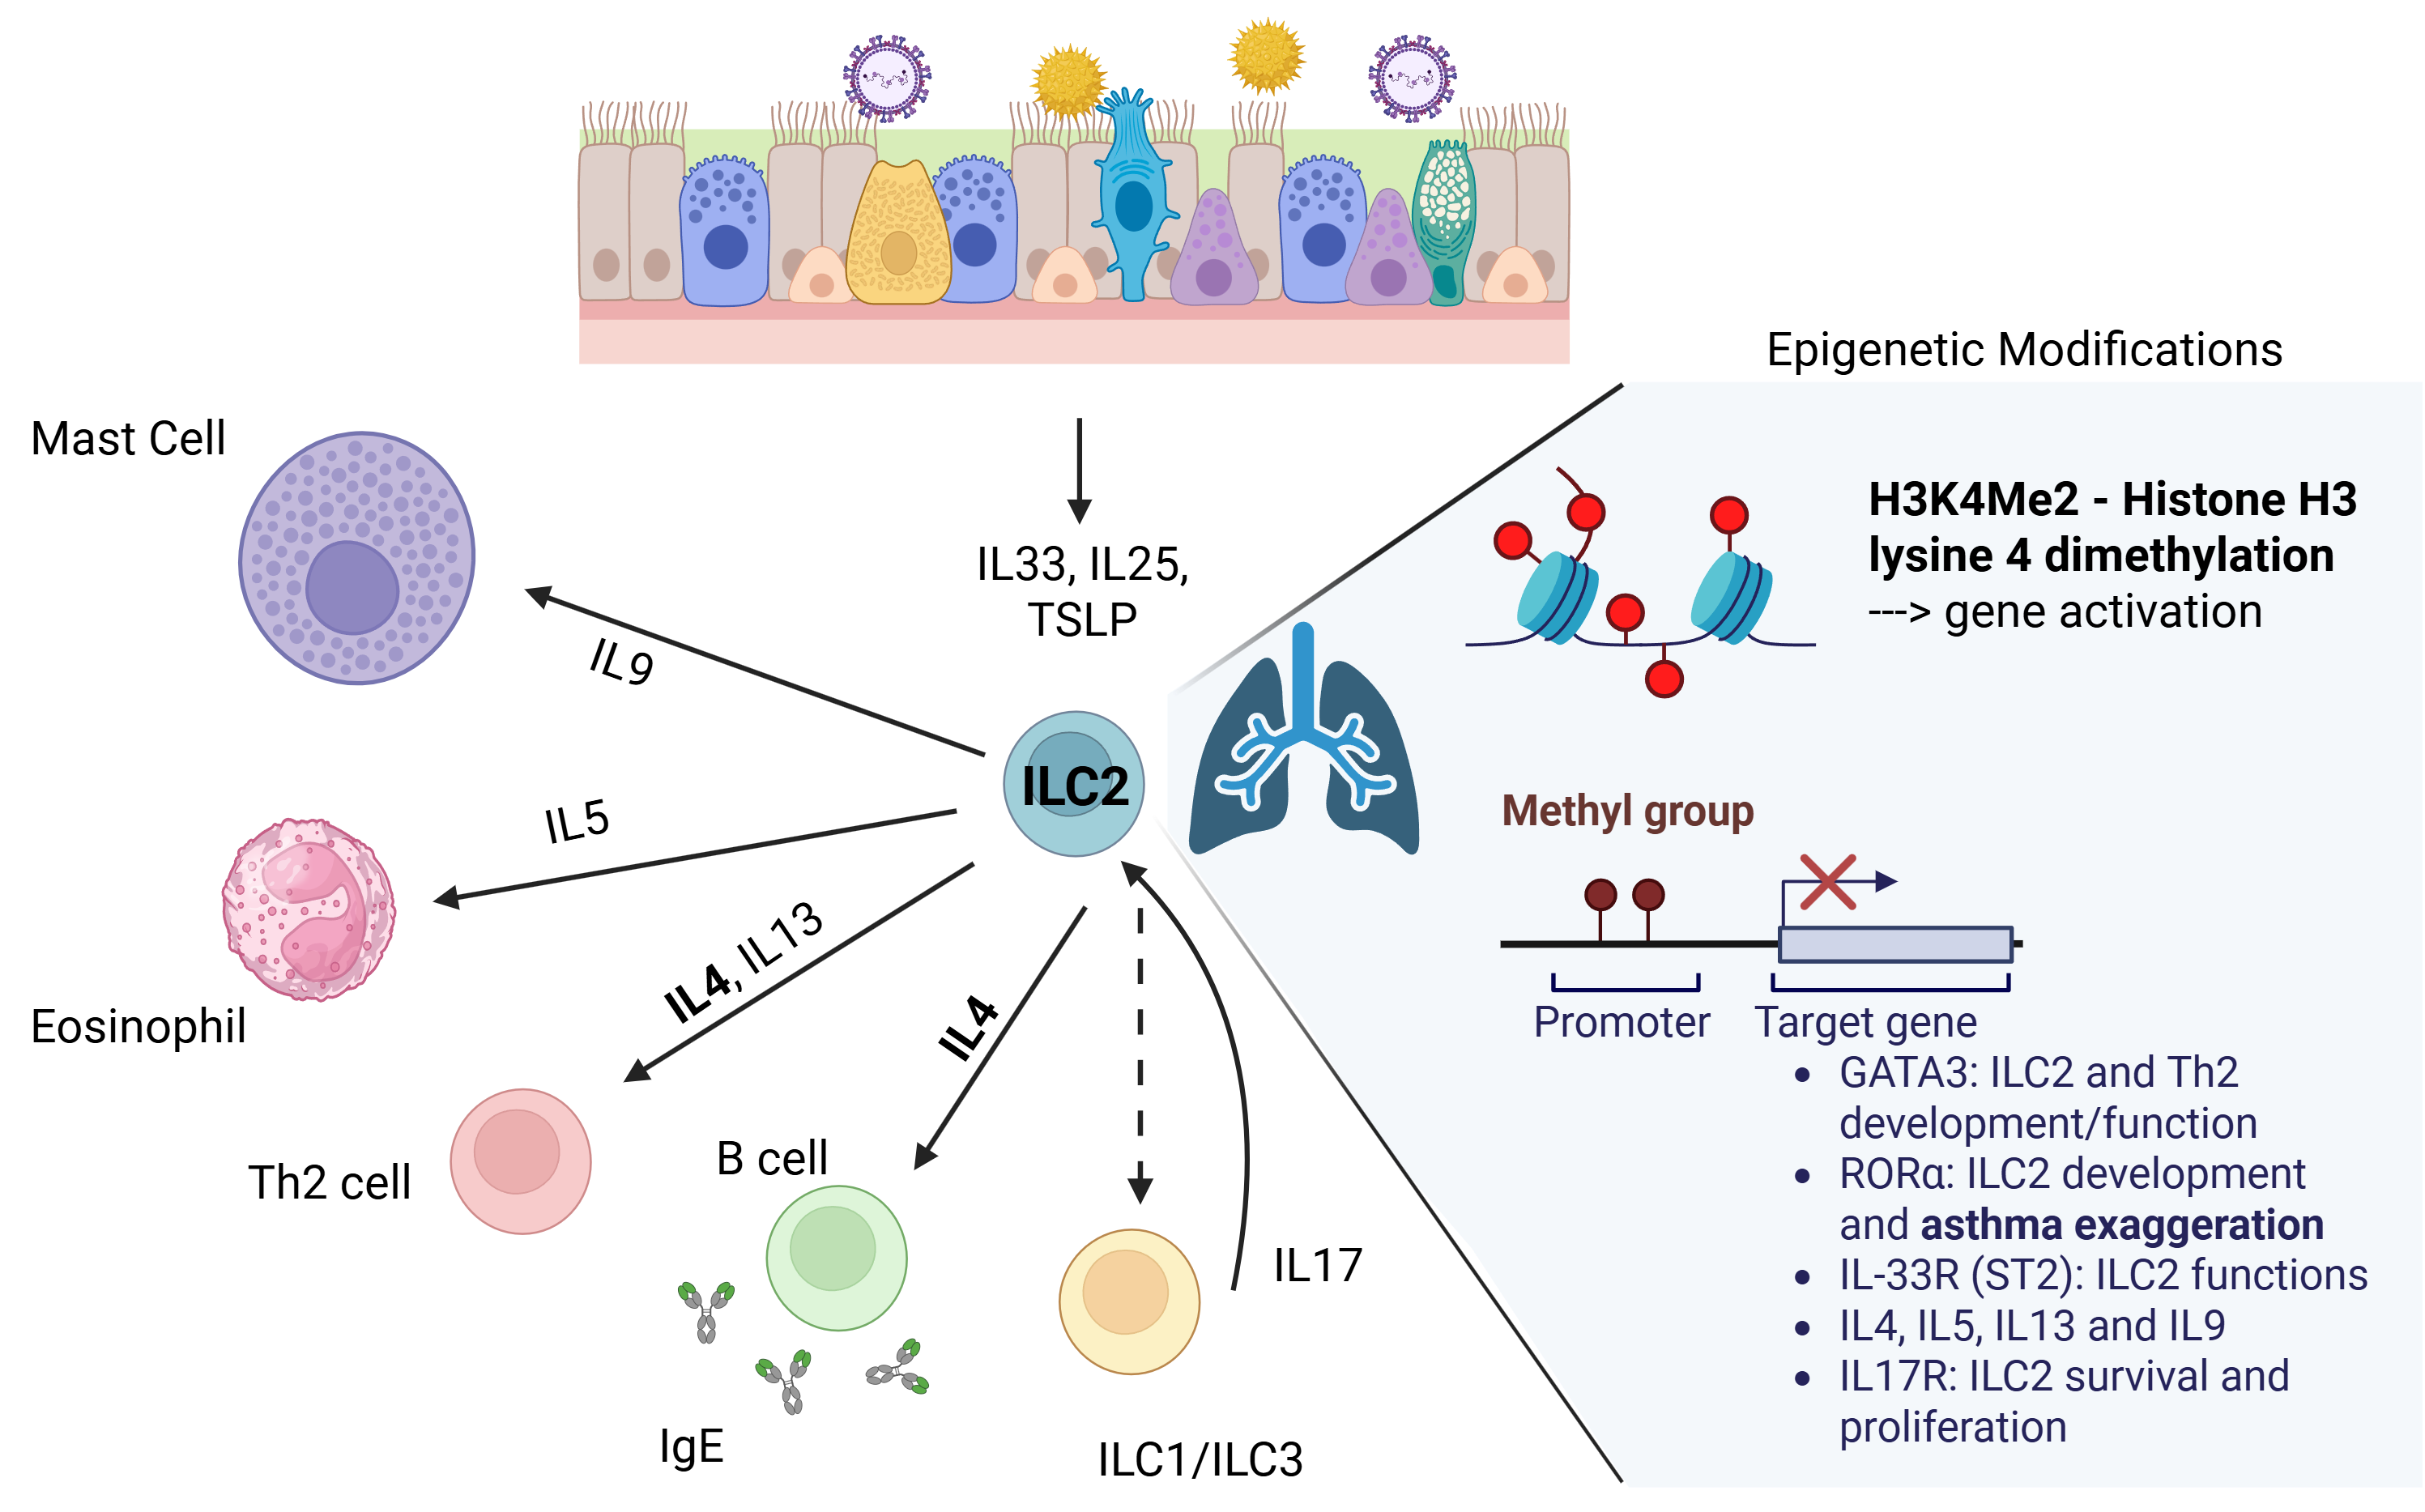 Epigenetic Modifications
Mast Cell
IL33, IL25,
TSLP
H3K4Me2 - Histone H3
lysine 4 dimethylation
---> gene activation
IL9
ILC2
IL5
Methyl group
Eosinophil
IL4, IL13
IL4
Promoter
Target gene
• GATA3: ILC2 and Th2
development/function
• RORα: ILC2 development
and asthma exaggeration
• IL-33R (ST2): ILC2 functions
• IL4, IL5, IL13 and IL9
• IL17R: ILC2 survival and
proliferation
Th2 cell
B cell
IL17
IgE
ILC1/ILC3